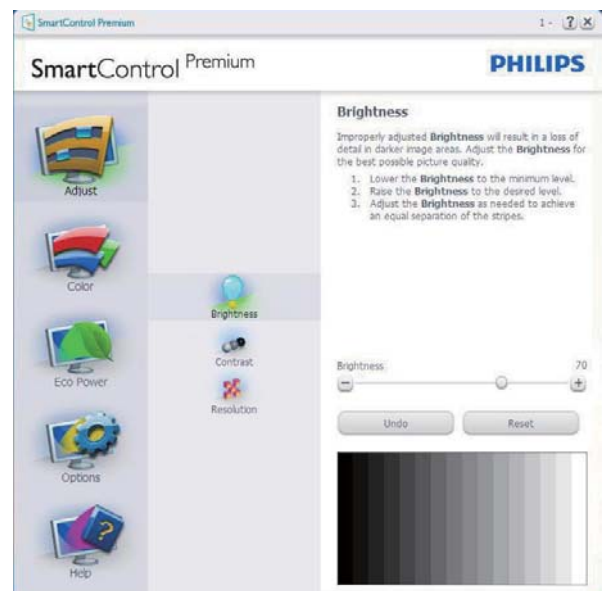 SmartControl Premium
1 - ? X
SmartControl Premium
PHILIPS
Adjust
Color
Eco Power
Options
Help
Brightness
Contrast
Resolution
Brightness
Improperly adjusted Brightness will result in a loss of
detail in darker image areas. Adjust the Brightness for
the best possible picture quality.
1. Lower the Brightness to the minimum level.
2. Raise the Brightness to the desired level.
3. Adjust the Brightness as needed to achieve
an equal separation of the stripes.
Brightness 70
Undo Reset